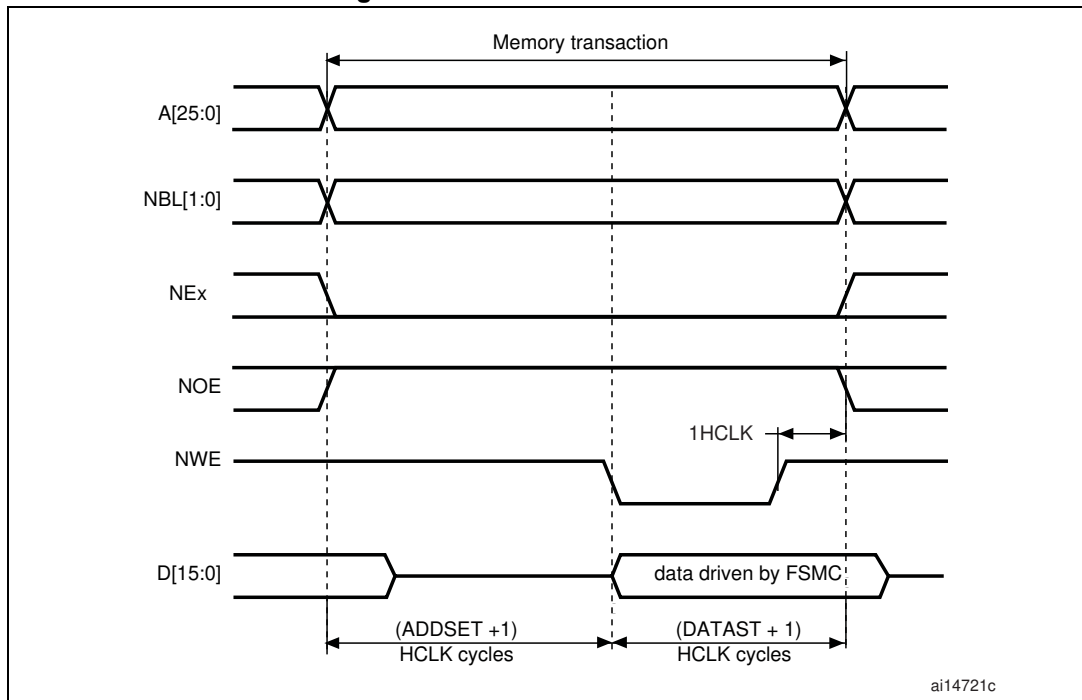 Memory transaction
A[25:0]
NBL[1:0]
NEx
NOE
1HCLK
NWE
D[15:0]
data driven by FSMC
(ADDSET +1)
HCLK cycles
(DATAST + 1)
HCLK cycles
ai14721c